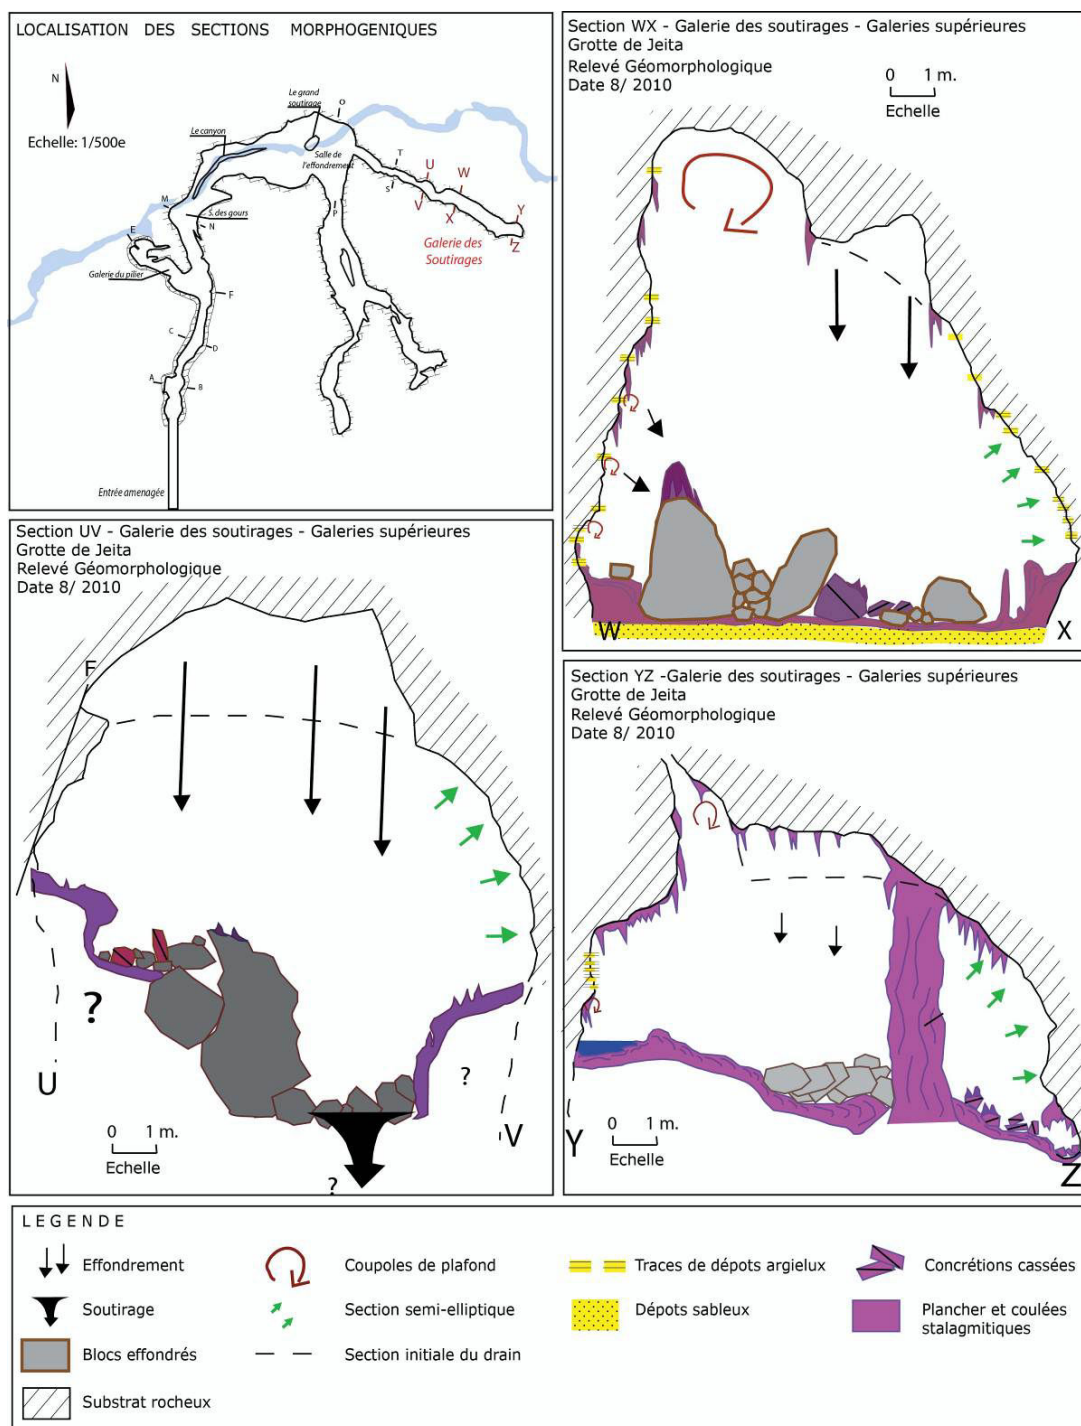 LOCALISATION DES SECTIONS MORPHOGENIQUES
N
Echelle: 1/500e
Le grand
soutirage
O
Le canyon
Salle de
l'effondrement
T
S
U
V
W
X
Y
Z
M
S. des gours
N
P
E
Galerie du pilier
Galerie des
Soutirages
F
C
D
A
B
Entrée amenagée
Section WX - Galerie des soutirages - Galeries supérieures
Grotte de Jeita
Relevé Géomorphologique
Date 8/ 2010
0 1 m.
Echelle
W
X
Section UV - Galerie des soutirages - Galeries supérieures
Grotte de Jeita
Relevé Géomorphologique
Date 8/ 2010
F
?
U
?
V
0 1 m.
Echelle
?
Section YZ -Galerie des soutirages - Galeries supérieures
Grotte de Jeita
Relevé Géomorphologique
Date 8/ 2010
Y
0 1 m.
Echelle
Z
LEGENDE
Effondrement
Coupoles de plafond
Traces de dépots argielux
Concrétions cassées
Soutirage
Section semi-elliptique
Dépots sableux
Plancher et coulées
stalagmitiques
Blocs effondrés
Section initiale du drain
Substrat rocheux